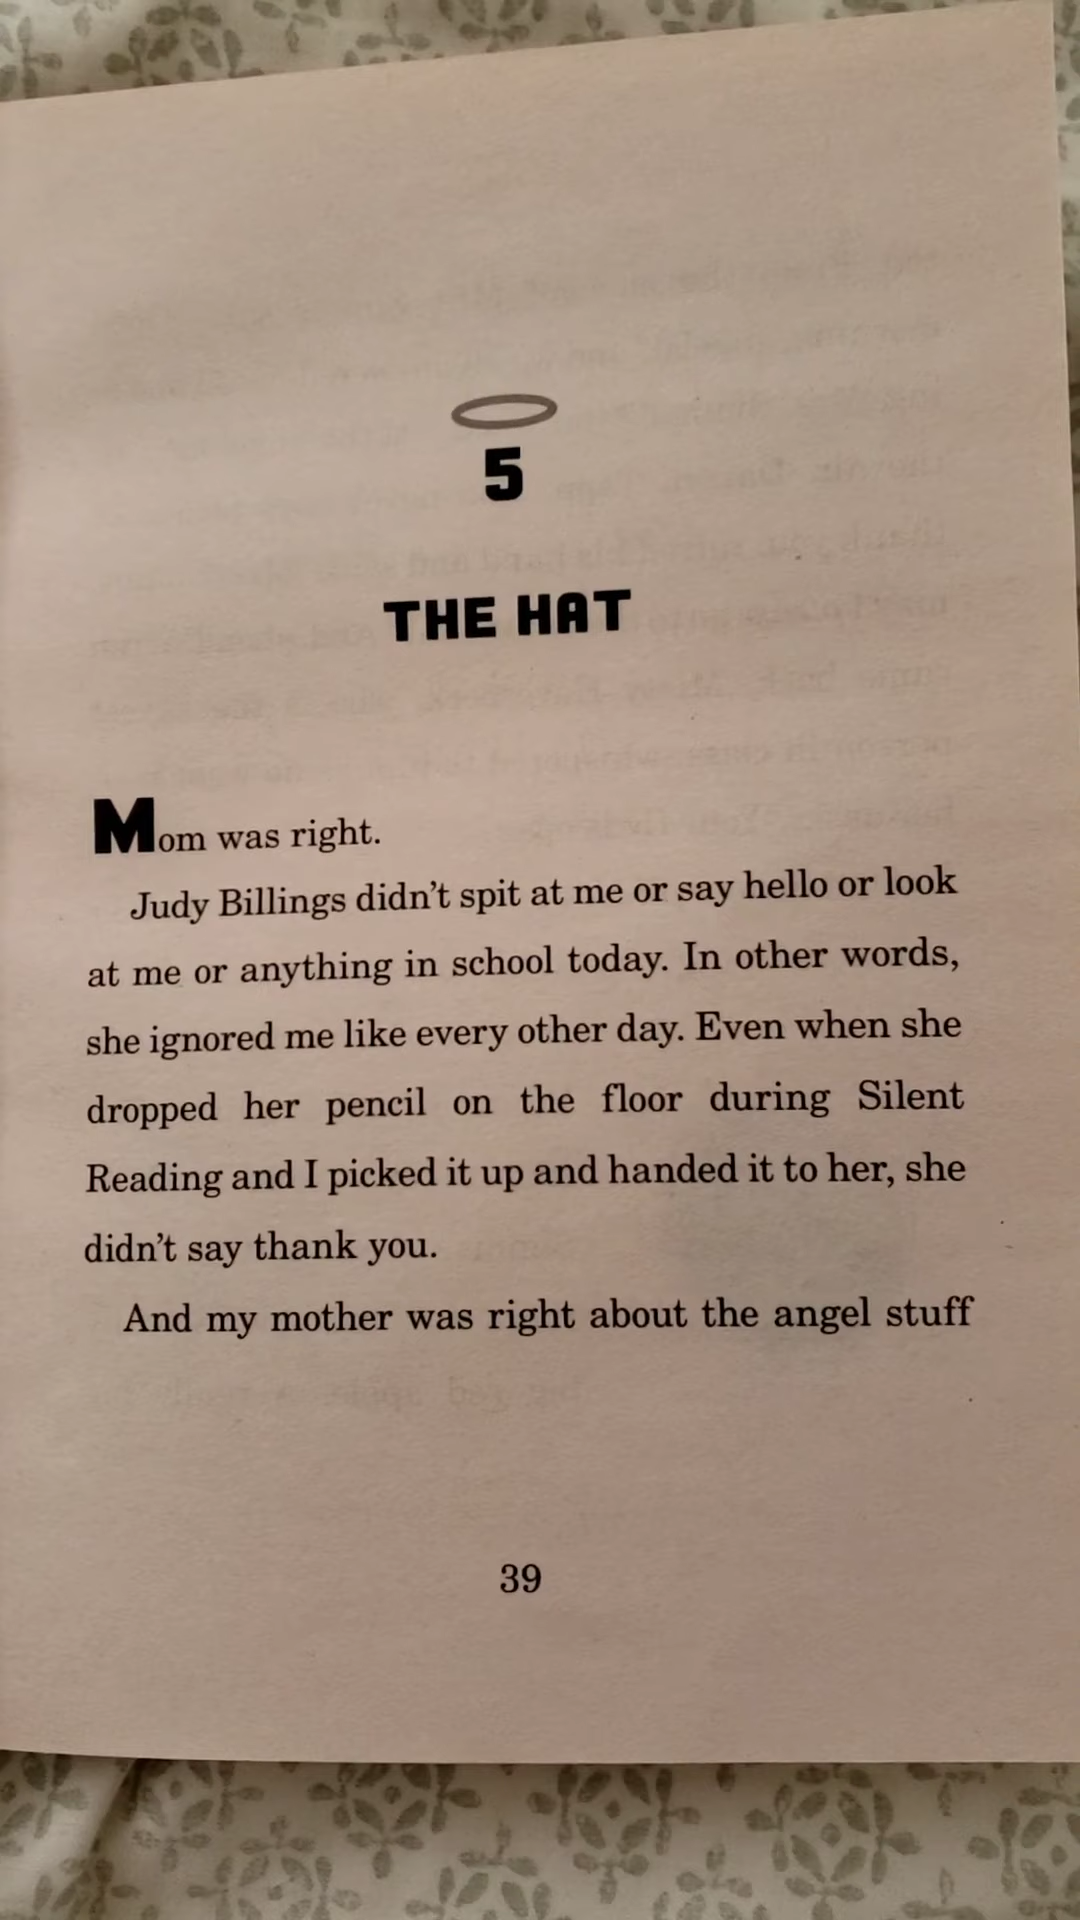 5
THE HAT
Mom was right.
Judy Billings didn't spit at me or say hello or look
at me or anything in school today. In other words,
she ignored me like every other day. Even when she
dropped her pencil on the floor during Silent
Reading and I picked it up and handed it to her, she
didn't say thank you.
And my mother was right about the angel stuff
39